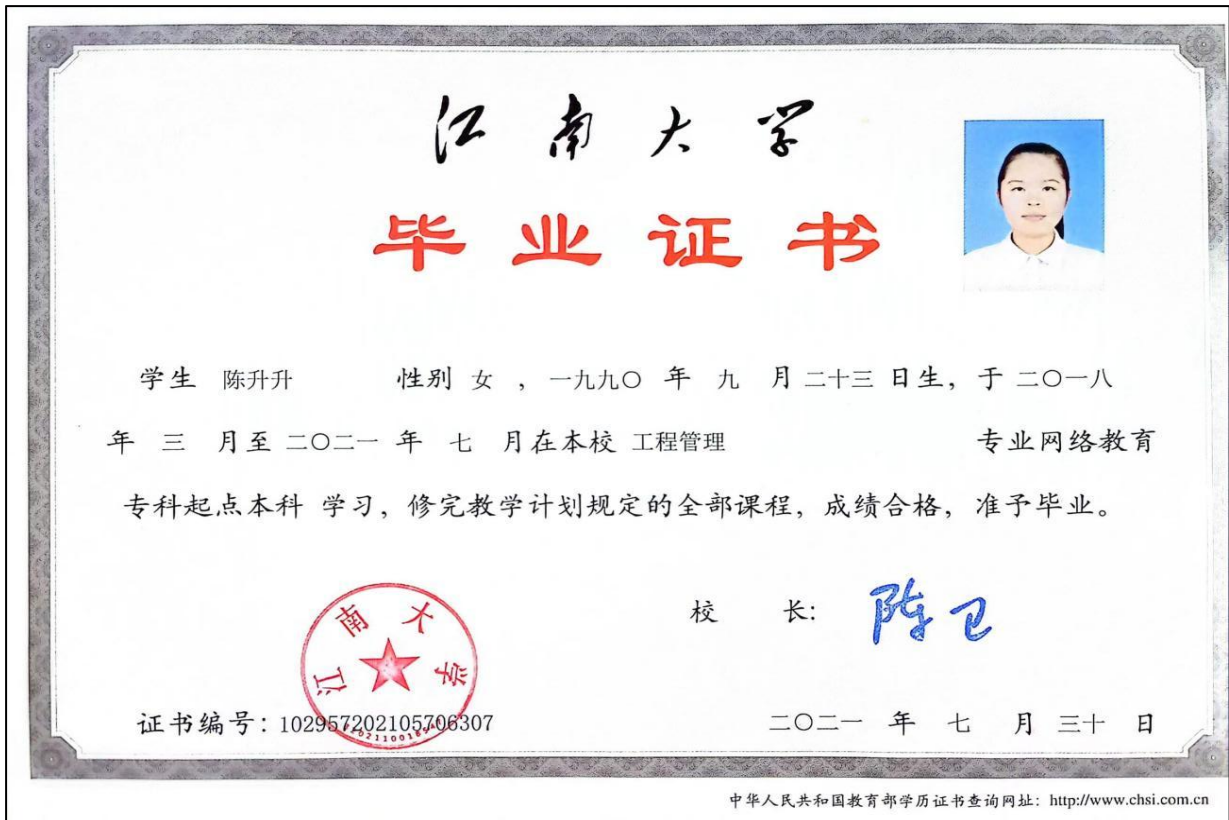 江南大学
毕业证书
学生 陈升升 性别 女 ，一九九〇 年 九 月 二十三 日生，于 二〇一八
年 三 月至 二〇二一 年 七 月在本校 工程管理 专业网络教育
专科起点本科 学习，修完教学计划规定的全部课程，成绩合格，准予毕业。
校 长: 陈卫
江南大学
证书编号：102957202105706307
二〇二一 年 七 月 三十 日
中华人民共和国教育部学历证书查询网址：http://www.chsi.com.cn